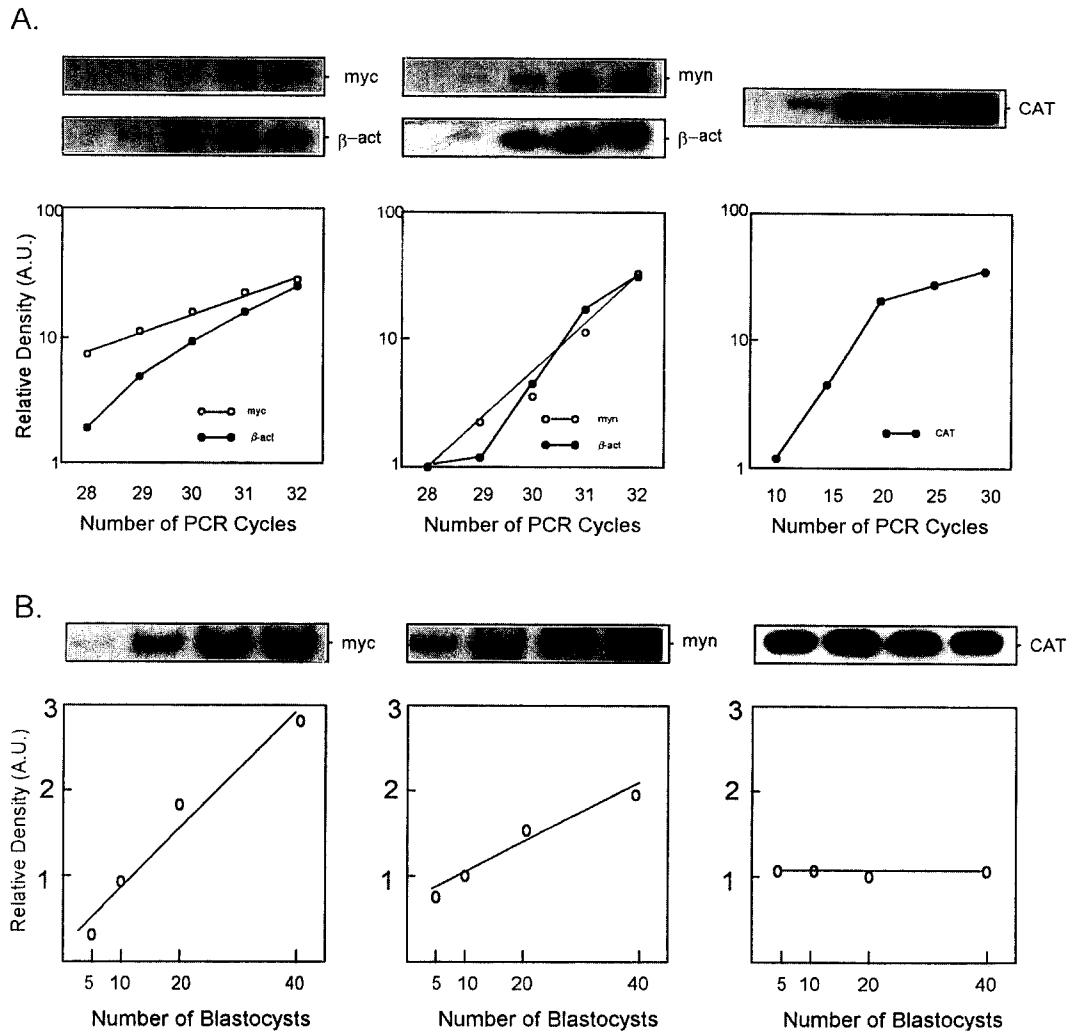 A.
myc
β-act
myn
β-act
CAT
Relative Density (A.U.)
100
10
1
myc
β-act
28 29 30 31 32
Number of PCR Cycles
100
10
1
myn
β-act
28 29 30 31 32
Number of PCR Cycles
100
10
1
CAT
10 15 20 25 30
Number of PCR Cycles
B.
myc
myn
CAT
Relative Density (A.U.)
3
2
1
5 10 20 40
Number of Blastocysts
3
2
1
5 10 20 40
Number of Blastocysts
3
2
1
5 10 20 40
Number of Blastocysts